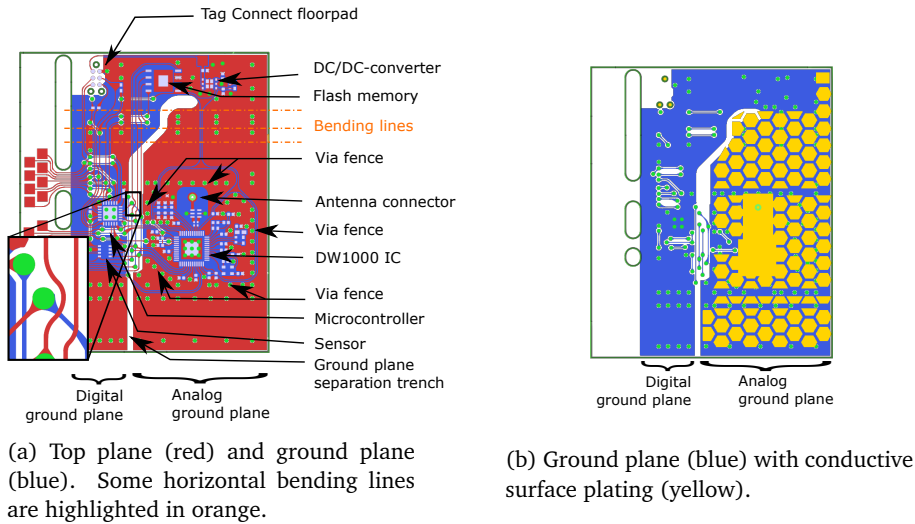 Tag Connect floorpad
DC/DC-converter
Flash memory
Bending lines
Via fence
Antenna connector
Via fence
DW1000 IC
Via fence
Microcontroller
Sensor
Ground plane
separation trench
Digital
ground plane
Analog
ground plane
(a) Top plane (red) and ground plane
(blue). Some horizontal bending lines
are highlighted in orange.
Digital
ground plane
Analog
ground plane
(b) Ground plane (blue) with conductive
surface plating (yellow).